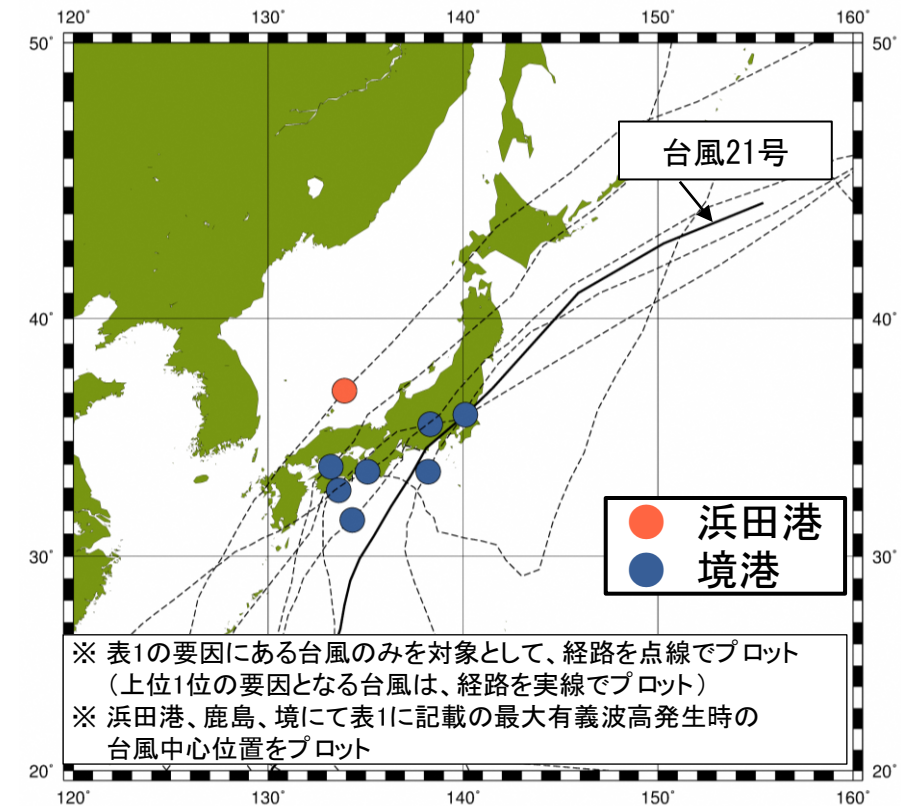 120° 130° 140° 150° 160°
50° 50°
台風21号
40° 40°
浜田港
30° 30°
境港
※ 表1の要因にある台風のみを対象として、経路を点線でプロット
（上位1位の要因となる台風は、経路を実線でプロット）
※ 浜田港、鹿島、境にて表1に記載の最大有義波高発生時の
台風中心位置をプロット
20° 20°
120° 130° 140° 150° 160°